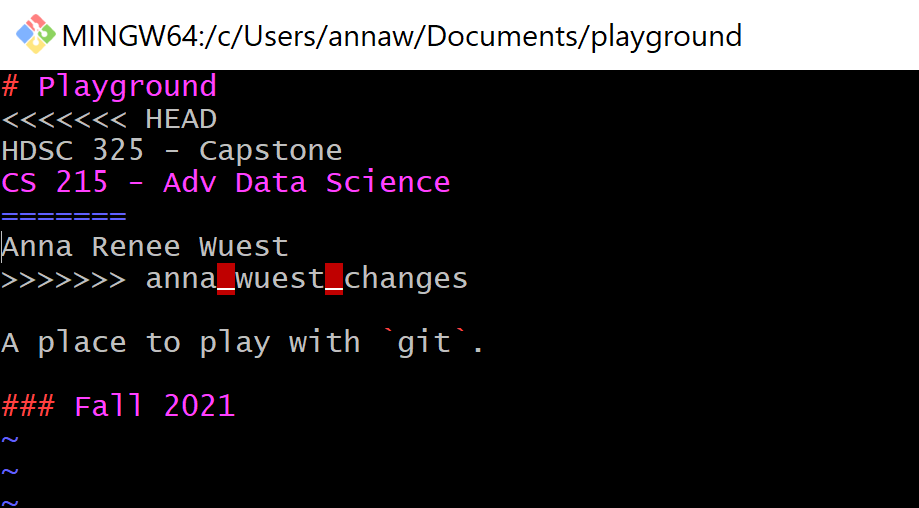 MINGW64:/c/Users/annaw/Documents/playground
# Playground
<<<<<<< HEAD
HDSC 325 - Capstone
CS 215 - Adv Data Science
=======
Anna Renee Wuest
>>>>>>> anna_wuest_changes
A place to play with `git`.
### Fall 2021
~
~
~